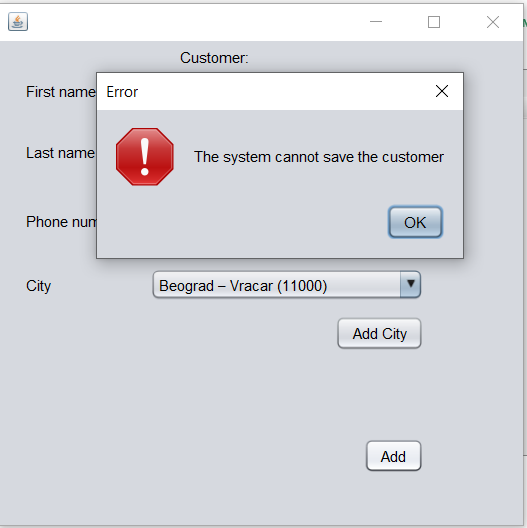 Customer:
First name
Error
Last name
The system cannot save the customer
Phone num
OK
City
Beograd – Vracar (11000)
Add City
Add